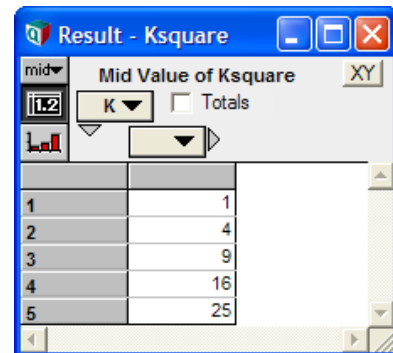 Result - Ksquare
mid
Mid Value of Ksquare
XY
1.2
K
Totals
1 1
2 4
3 9
4 16
5 25